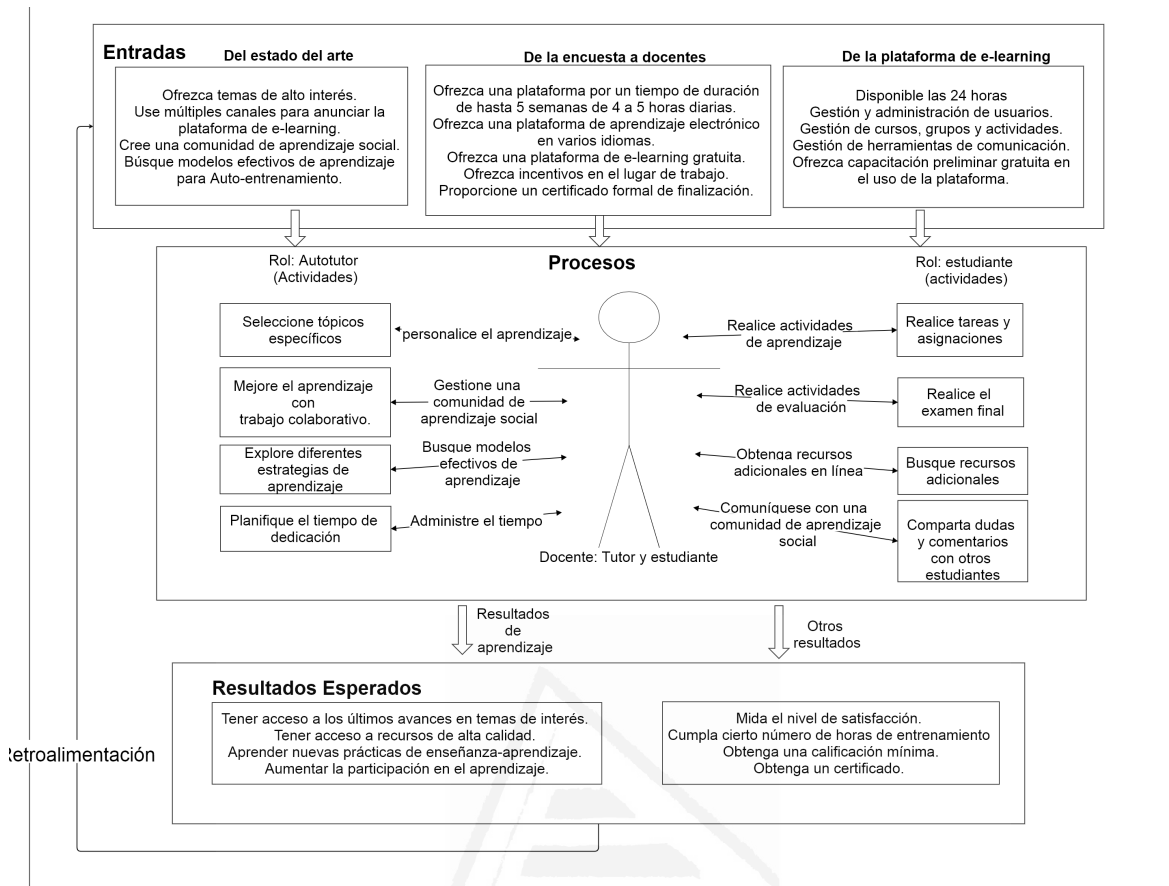 Entradas
Del estado del arte
Ofrezca temas de alto interés.
Use múltiples canales para anunciar la
plataforma de e-learning.
Cree una comunidad de aprendizaje social.
Búsque modelos efectivos de aprendizaje
para Auto-entrenamiento.
De la encuesta a docentes
Ofrezca una plataforma por un tiempo de duración
de hasta 5 semanas de 4 a 5 horas diarias.
Ofrezca una plataforma de aprendizaje electrónico
en varios idiomas.
Ofrezca una plataforma de e-learning gratuita.
Ofrezca incentivos en el lugar de trabajo.
Proporcione un certificado formal de finalización.
De la plataforma de e-learning
Disponible las 24 horas
Gestión y administración de usuarios.
Gestión de cursos, grupos y actividades.
Gestión de herramientas de comunicación.
Ofrezca capacitación preliminar gratuita en
el uso de la plataforma.
Procesos
Rol: Autotutor
(Actividades)
Seleccione tópicos
específicos
personalice el aprendizaje
Mejore el aprendizaje
con
trabajo colaborativo.
Gestione una
comunidad de
aprendizaje social
Explore diferentes
estrategias de
aprendizaje
Busque modelos
efectivos de
aprendizaje
Planifique el tiempo de
dedicación
Administre el tiempo
Docente: Tutor y estudiante
Rol: estudiante
(actividades)
Realice actividades
de aprendizaje
Realice tareas y
asignaciones
Realice actividades
de evaluación
Realice el
examen final
Obtenga recursos
adicionales en línea
Busque recursos
adicionales
Comuníquese con una
comunidad de aprendizaje
social
Comparta dudas
y comentarios
con otros
estudiantes
Resultados
de
aprendizaje
Otros
resultados
Resultados Esperados
Tener acceso a los últimos avances en temas de interés.
Tener acceso a recursos de alta calidad.
Aprender nuevas prácticas de enseñanza-aprendizaje.
Aumentar la participación en el aprendizaje.
Mida el nivel de satisfacción.
Cumpla cierto número de horas de entrenamiento
Obtenga una calificación mínima.
Obtenga un certificado.
Retroalimentación